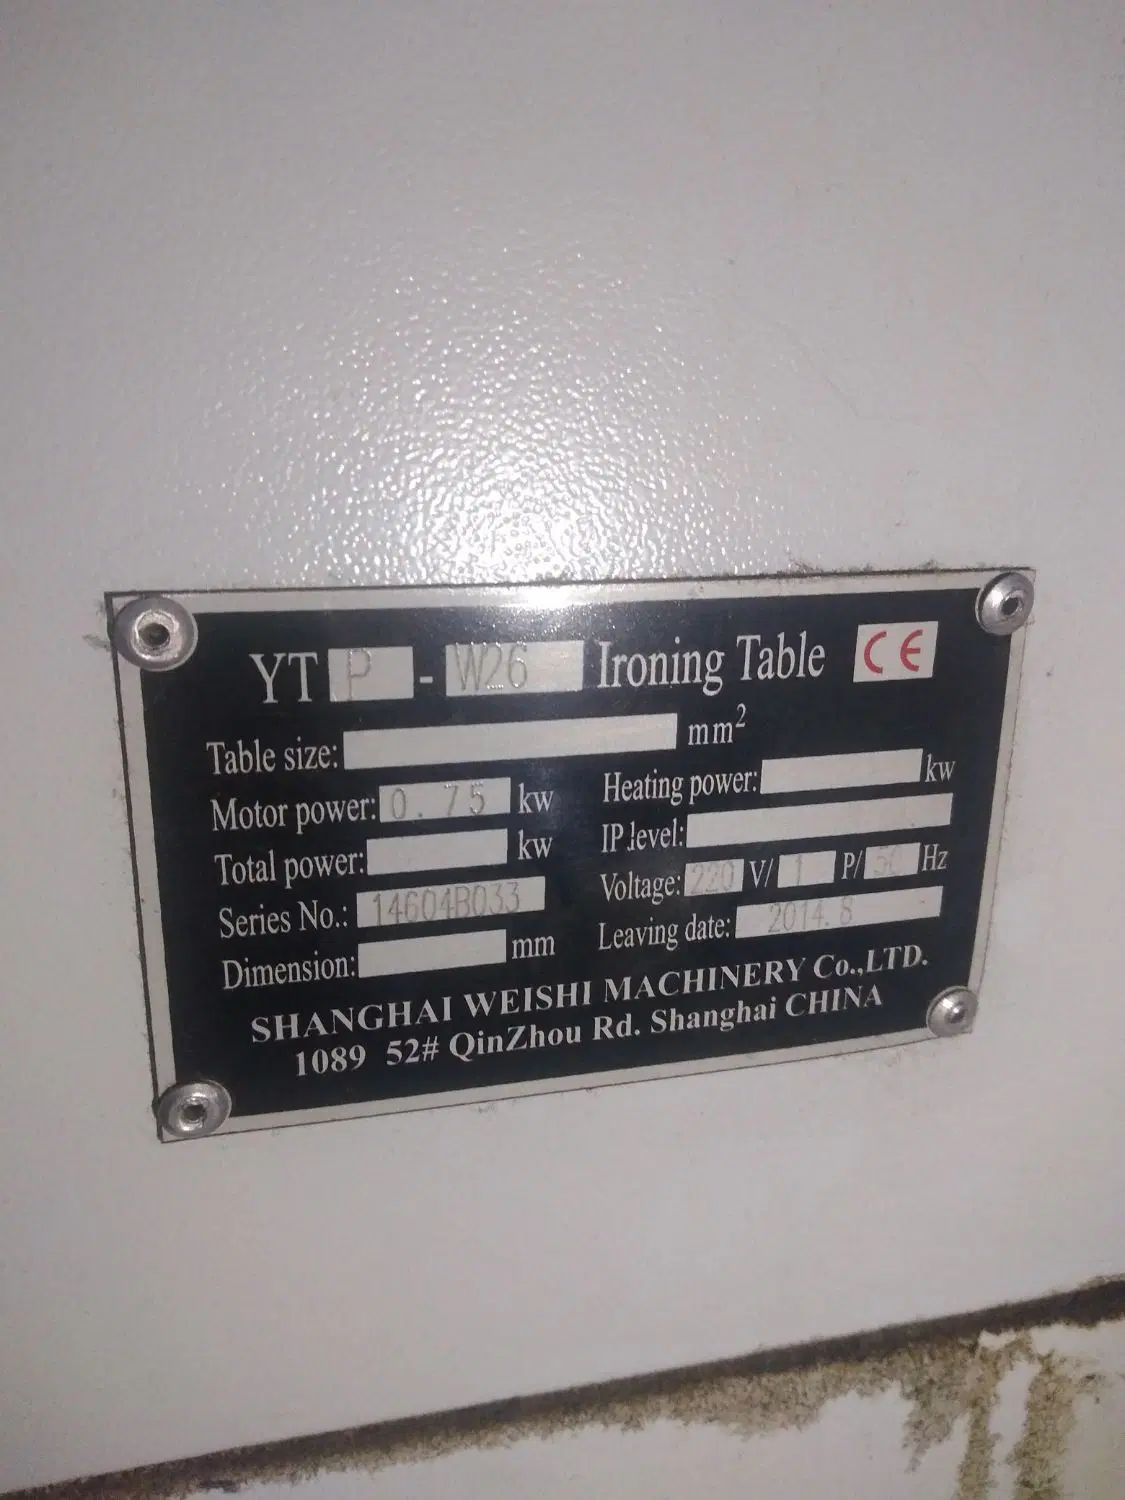 YT P - W26 Ironing Table CE
Table size: mm²
Motor power: 0.75 kw
Heating power: kw
Total power: kw
IP.level:
Series No.: 14604B033
Voltage: 220 V/ 1 P/ 50 Hz
Dimension: mm
Leaving date: 2014.8
SHANGHAI WEISHI MACHINERY Co.,LTD.
1089 52# QinZhou Rd. Shanghai CHINA